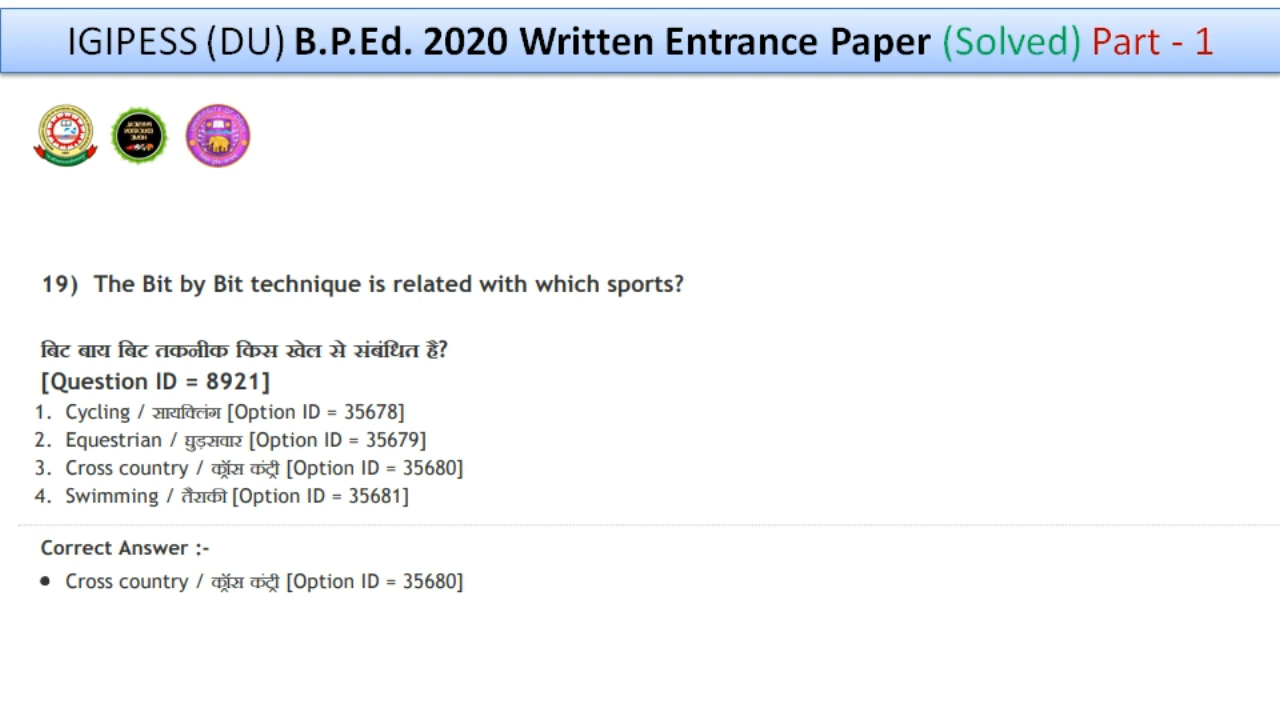 IGIPESS (DU) B.P.Ed. 2020 Written Entrance Paper (Solved) Part - 1
19) The Bit by Bit technique is related with which sports?
बिट बाय बिट तकनीक किस खेल से संबंधित है?
[Question ID = 8921]
1. Cycling / सायक्लिंग [Option ID = 35678]
2. Equestrian / घुड़सवार [Option ID = 35679]
3. Cross country / क्रॉस कंट्री [Option ID = 35680]
4. Swimming / तैराकी [Option ID = 35681]
Correct Answer :-
• Cross country / क्रॉस कंट्री [Option ID = 35680]